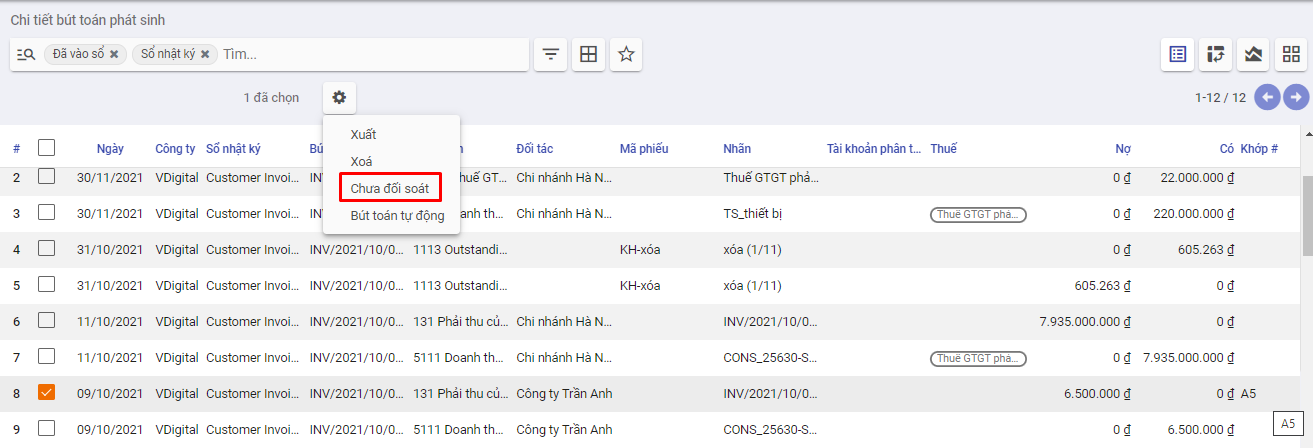 Chi tiết bút toán phát sinh
Đã vào sổ ✖ Sổ nhật ký ✖ Tìm...
1 đã chọn 1-12 / 12
Xuất
Xoá
Chưa đối soát
Bút toán tự động
# Ngày Công ty Sổ nhật ký Bú n Đối tác Mã phiếu Nhãn Tài khoản phân t... Thuế Nợ Có Khớp #
2 30/11/2021 VDigital Customer Invoi... INV huế GT... Chi nhánh Hà N... Thuế GTGT phả... 0 ₫ 22.000.000 ₫
3 30/11/2021 VDigital Customer Invoi... INV anh th... Chi nhánh Hà N... TS_thiết bị Thuế GTGT phả... 0 ₫ 220.000.000 ₫
4 31/10/2021 VDigital Customer Invoi... INV/2021/10/0... 1113 Outstandi... KH-xóa xóa (1/11) 0 ₫ 605.263 ₫
5 31/10/2021 VDigital Customer Invoi... INV/2021/10/0... 1113 Outstandi... KH-xóa xóa (1/11) 605.263 ₫ 0 ₫
6 11/10/2021 VDigital Customer Invoi... INV/2021/10/0... 131 Phải thu củ... Chi nhánh Hà N... INV/2021/10/0... 7.935.000.000 ₫ 0 ₫
7 11/10/2021 VDigital Customer Invoi... INV/2021/10/0... 5111 Doanh th... Chi nhánh Hà N... CONS_25630-S... Thuế GTGT phả... 0 ₫ 7.935.000.000 ₫
8 09/10/2021 VDigital Customer Invoi... INV/2021/10/0... 131 Phải thu củ... Công ty Trần Anh INV/2021/10/0... 6.500.000 ₫ 0 ₫ A5
9 09/10/2021 VDigital Customer Invoi... INV/2021/10/0... 5111 Doanh th... Công ty Trần Anh CONS_25630-S... 0 ₫ 6.500.000 ₫
A5